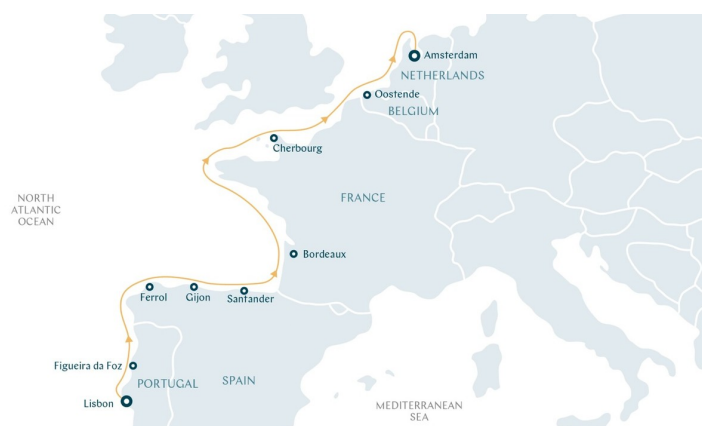 Amsterdam
NETHERLANDS
Oostende
BELGIUM
Cherbourg
NORTH
ATLANTIC
OCEAN
FRANCE
Bordeaux
Ferrol
Gijon
Santander
Figueira da Foz
PORTUGAL
SPAIN
Lisbon
MEDITERRANEAN
SEA